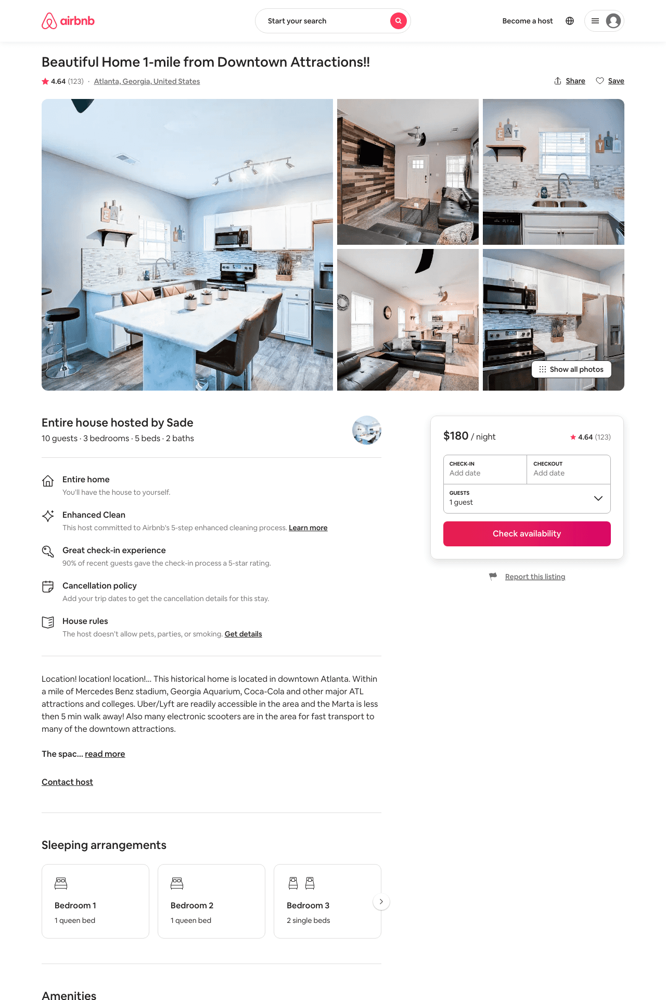 airbnb
Start your search
Become a host
Beautiful Home 1-mile from Downtown Attractions!!
4.64 (123) · Atlanta, Georgia, United States
Share
Save
EAT
YU
EA
Show all photos
Entire house hosted by Sade
10 guests · 3 bedrooms · 5 beds · 2 baths
Entire home
You'll have the house to yourself.
Enhanced Clean
This host committed to Airbnb's 5-step enhanced cleaning process. Learn more
Great check-in experience
90% of recent guests gave the check-in process a 5-star rating.
Cancellation policy
Add your trip dates to get the cancellation details for this stay.
House rules
The host doesn't allow pets, parties, or smoking. Get details
$180 / night
4.64 (123)
CHECK-IN
Add date
CHECKOUT
Add date
GUESTS
1 guest
Check availability
Report this listing
Location! location! location!... This historical home is located in downtown Atlanta. Within
a mile of Mercedes Benz stadium, Georgia Aquarium, Coca-Cola and other major ATL
attractions and colleges. Uber/Lyft are readily accessible in the area and the Marta is less
then 5 min walk away! Also many electronic scooters are in the area for fast transport to
many of the downtown attractions.
The spac... read more
Contact host
Sleeping arrangements
Bedroom 1
1 queen bed
Bedroom 2
1 queen bed
Bedroom 3
2 single beds
Amenities